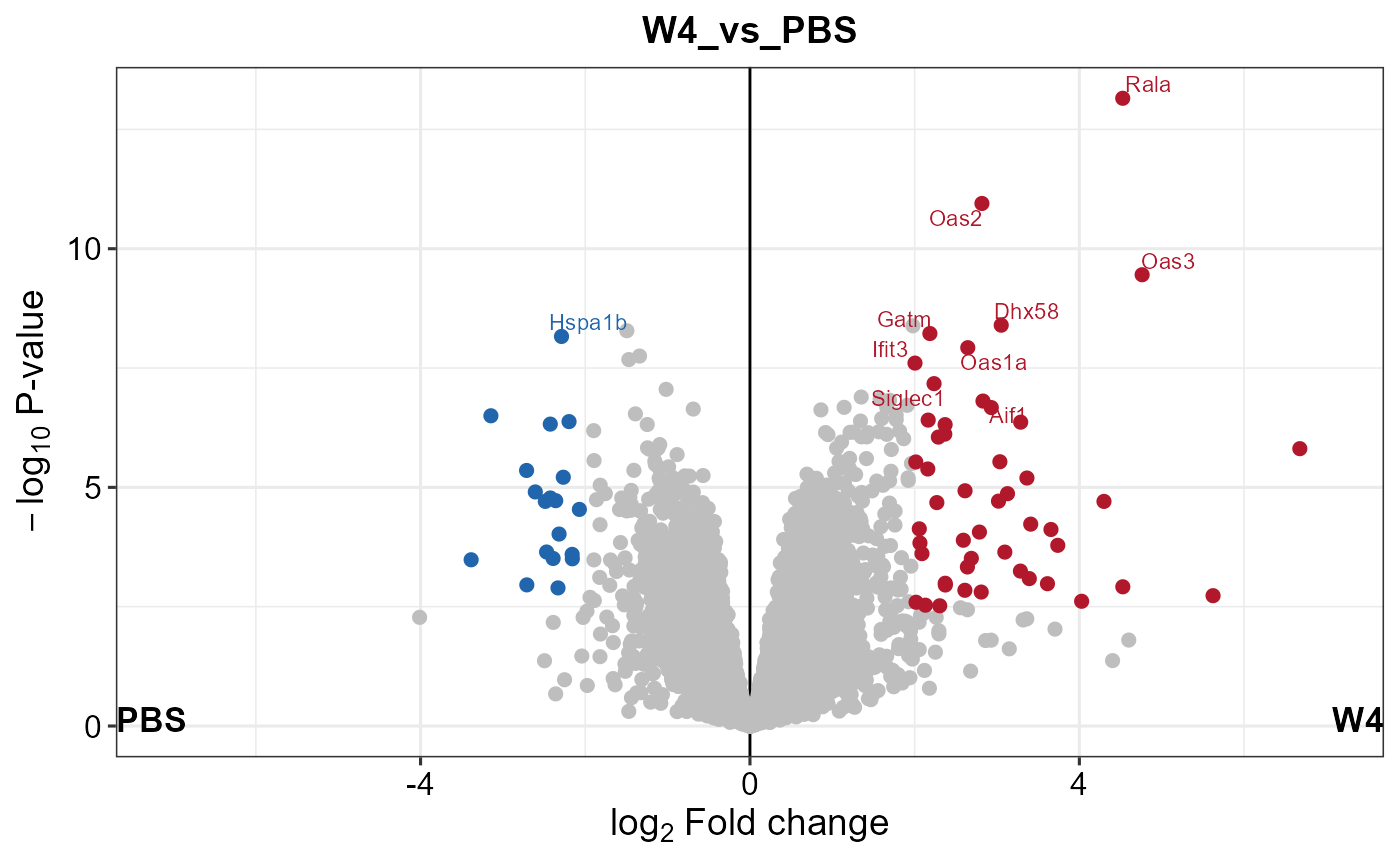 W4_vs_PBS
Rala
Oas2
Oas3
Dhx58
Gatm
Hspa1b
Ifit3
Oas1a
Siglec1
Aif1
10
5
0
– log10 P-value
PBS
W4
-4
0
4
log2 Fold change